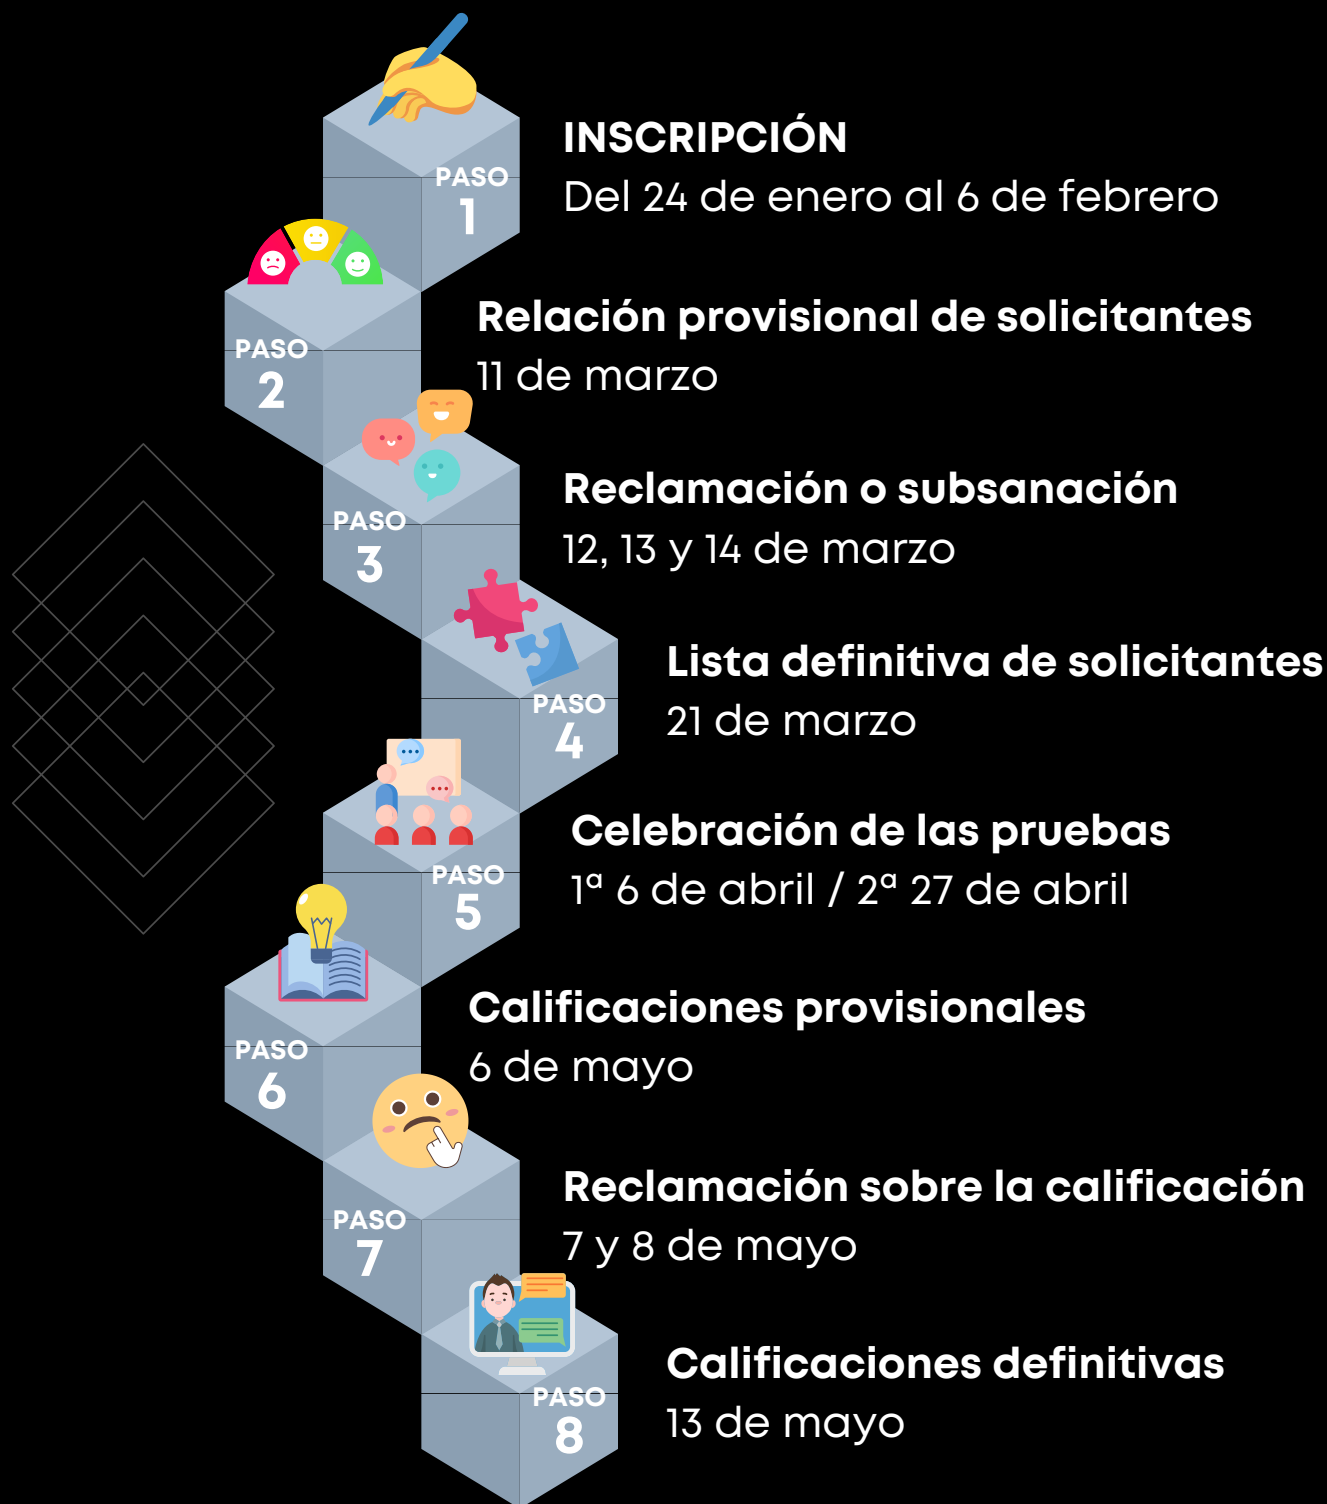 PASO
1
INSCRIPCIÓN
Del 24 de enero al 6 de febrero
PASO
2
Relación provisional de solicitantes
11 de marzo
PASO
3
Reclamación o subsanación
12, 13 y 14 de marzo
PASO
4
Lista definitiva de solicitantes
21 de marzo
PASO
5
Celebración de las pruebas
1ª 6 de abril / 2ª 27 de abril
PASO
6
Calificaciones provisionales
6 de mayo
PASO
7
Reclamación sobre la calificación
7 y 8 de mayo
PASO
8
Calificaciones definitivas
13 de mayo